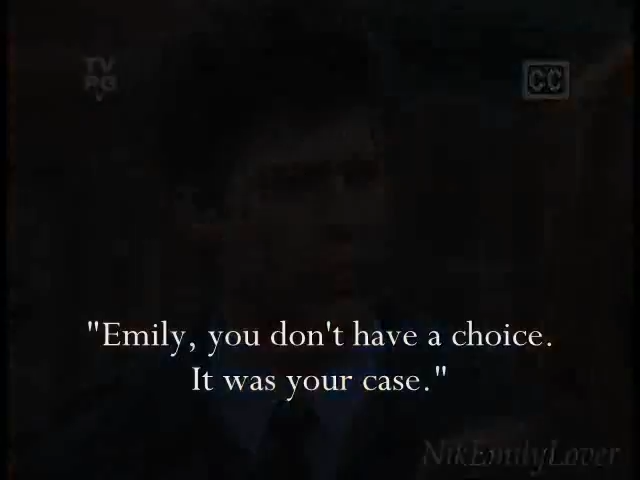 TV
PG
V
CC
"Emily, you don't have a choice.
It was your case."
NikEmilyLover